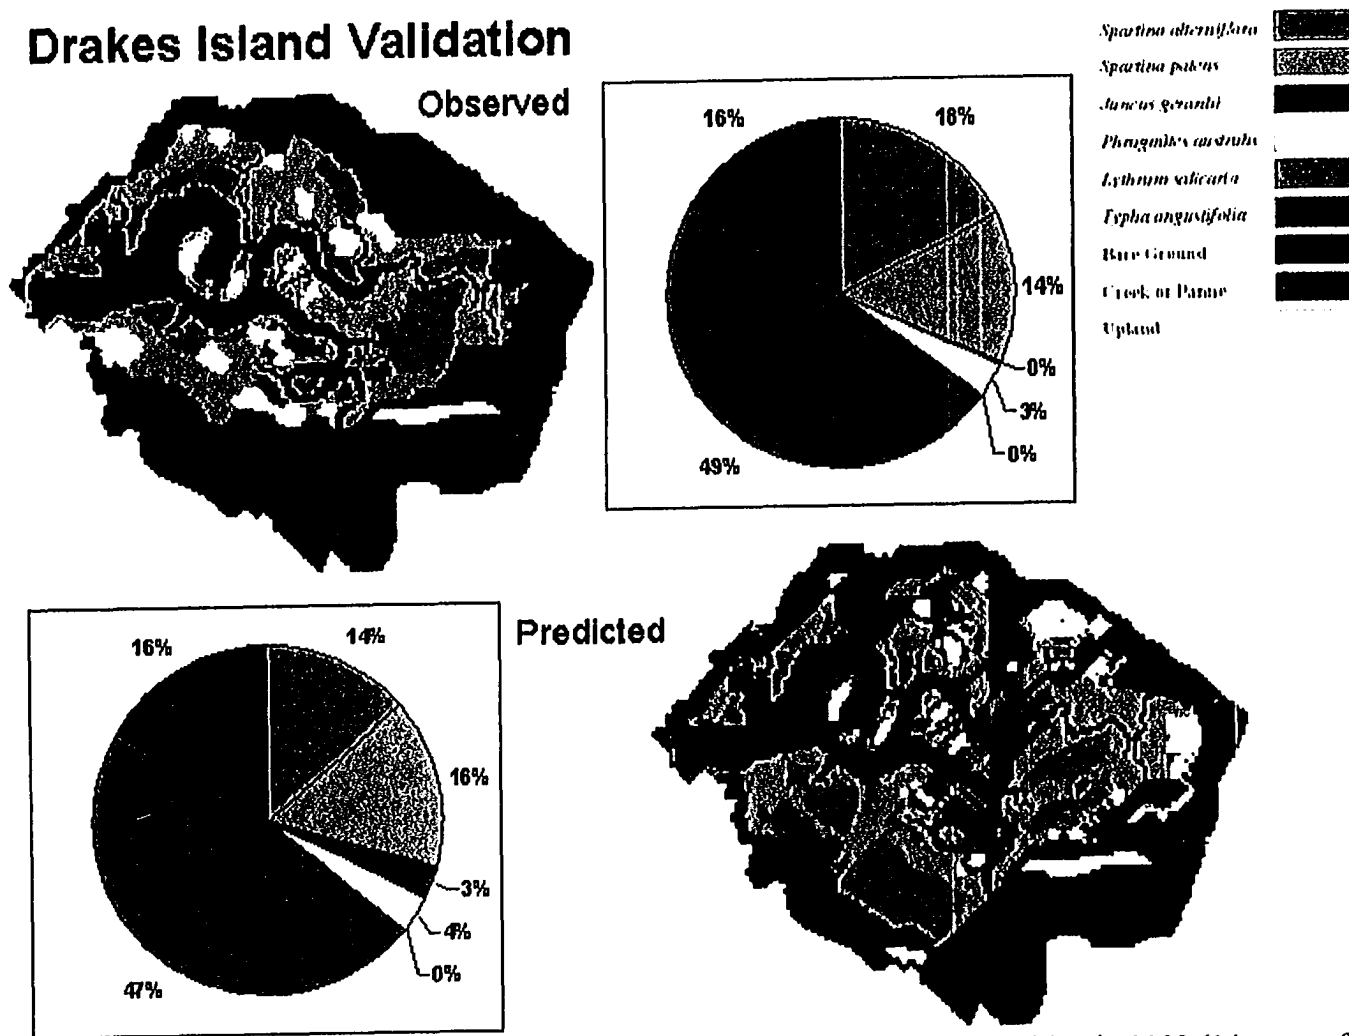 Drakes Island Validation
Observed
16%
18%
14%
0%
3%
0%
49%
Spartina alterniflora
Spartina patens
Juncus gerardii
Phragmites australis
Lythrum salicaria
Typha angustifolia
Bare Ground
Creek or Panne
Upland
Predicted
16%
14%
16%
3%
4%
0%
47%